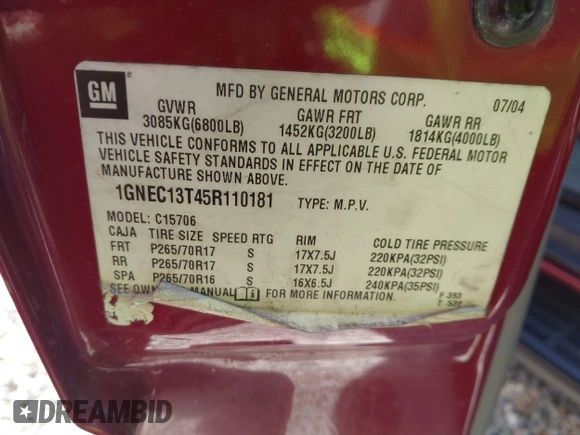 GM ®
MFD BY GENERAL MOTORS CORP. 07/04
GVWR GAWR FRT GAWR RR
3085KG(6800LB) 1452KG(3200LB) 1814KG(4000LB)
THIS VEHICLE CONFORMS TO ALL APPLICABLE U.S. FEDERAL MOTOR
VEHICLE SAFETY STANDARDS IN EFFECT ON THE DATE OF
MANUFACTURE SHOWN ABOVE.
1GNEC13T45R110181 TYPE: M.P.V.
MODEL: C15706
CAJA TIRE SIZE SPEED RTG RIM COLD TIRE PRESSURE
FRT P265/70R17 S 17X7.5J 220KPA(32PSI)
RR P265/70R17 S 17X7.5J 220KPA(32PSI)
SPA P265/70R16 S 16X6.5J 240KPA(35PSI)
SEE OWNER MANUAL FOR MORE INFORMATION. F 393
T 532
DREAMBID